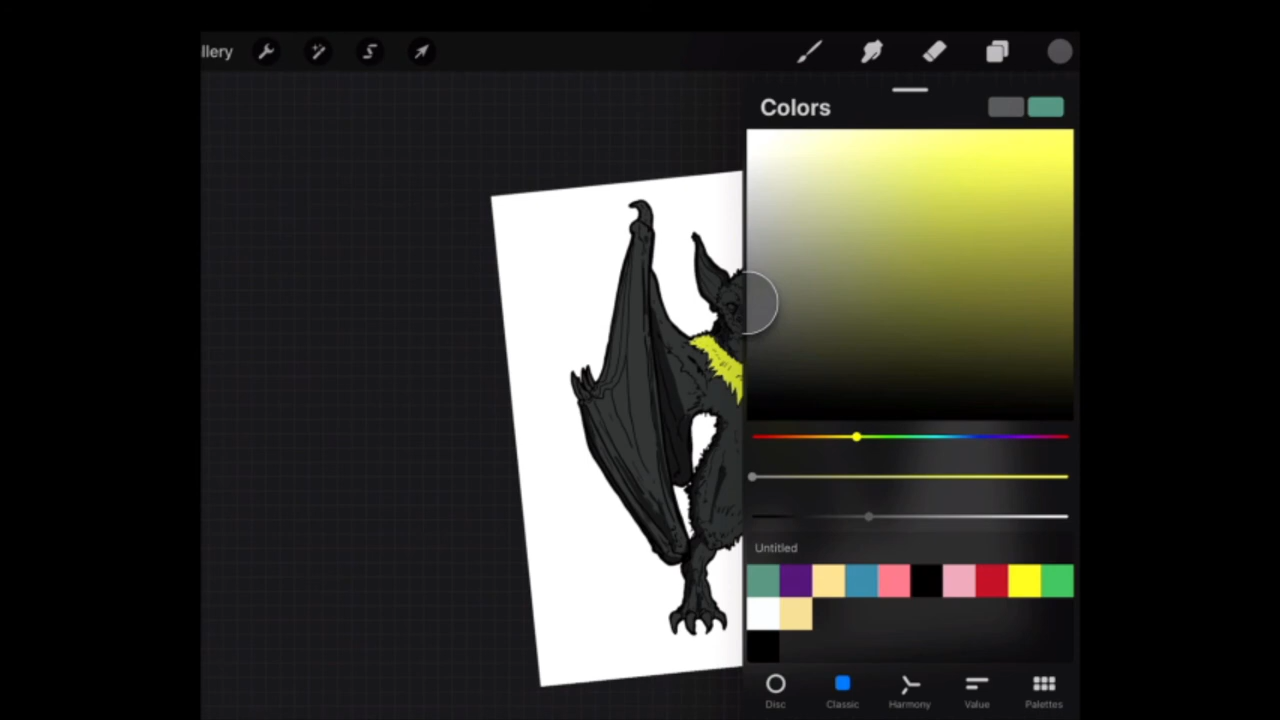 llery
Colors
Untitled
Disc
Classic
Harmony
Value
Palettes